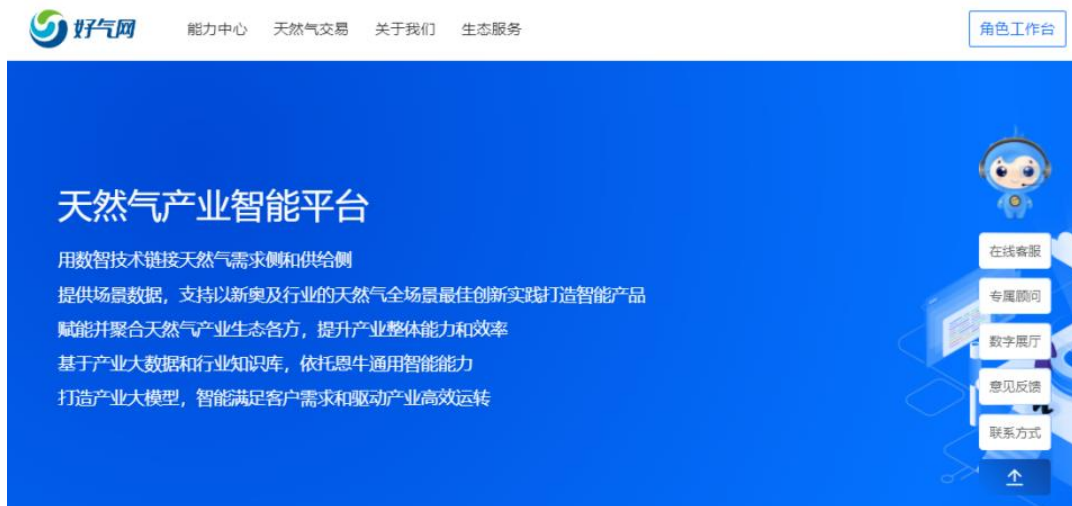 好气网 能力中心 天然气交易 关于我们 生态服务 角色工作台
天然气产业智能平台
用数智技术链接天然气需求侧和供给侧
提供场景数据，支持以新奥及行业的天然气全场景最佳创新实践打造智能产品
赋能并聚合天然气产业生态各方，提升产业整体能力和效率
基于产业大数据和行业知识库，依托恩牛通用智能能力
打造产业大模型，智能满足客户需求和驱动产业高效运转
在线客服
专属顾问
数字展厅
意见反馈
联系方式